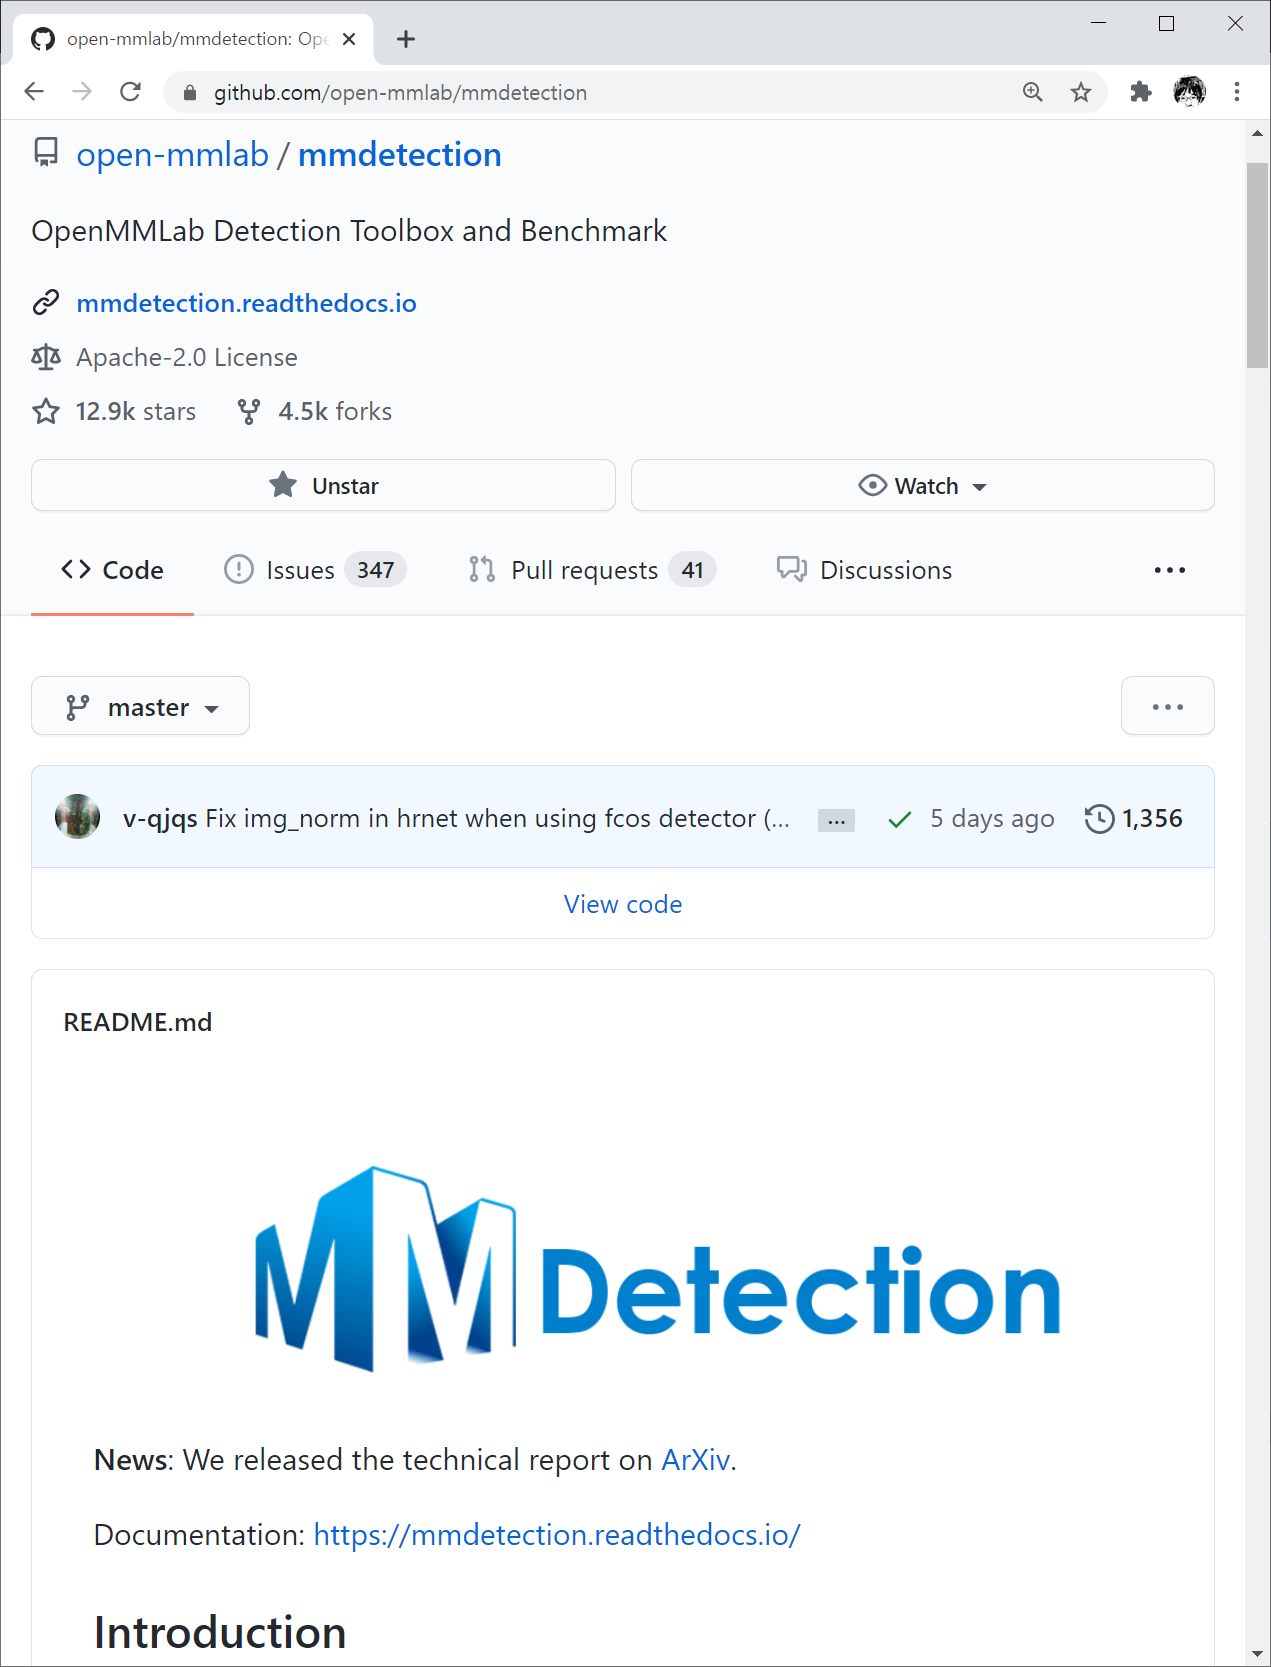 open-mmlab/mmdetection: Ope
github.com/open-mmlab/mmdetection
open-mmlab / mmdetection
OpenMMLab Detection Toolbox and Benchmark
mmdetection.readthedocs.io
Apache-2.0 License
12.9k stars 4.5k forks
Unstar Watch
Code Issues 347 Pull requests 41 Discussions ...
master ...
v-qjqs Fix img_norm in hrnet when using fcos detector (... ... 5 days ago 1,356
View code
README.md
MMDetection
News: We released the technical report on ArXiv.
Documentation: https://mmdetection.readthedocs.io/
Introduction